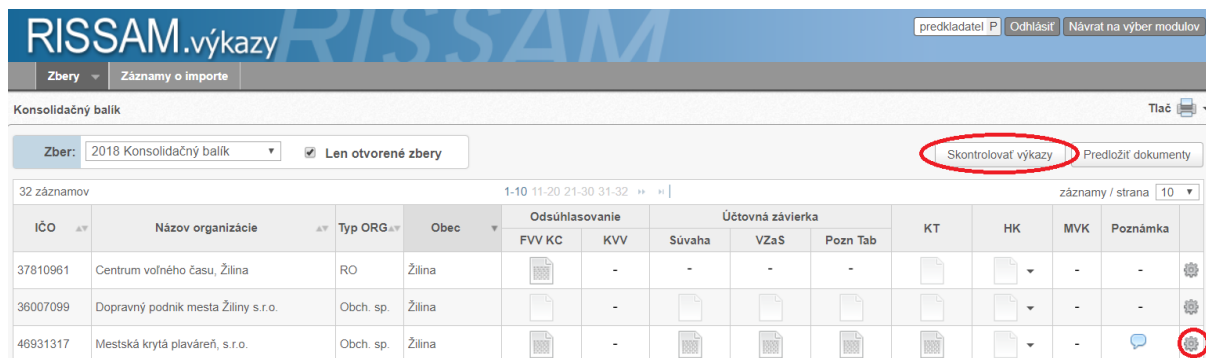 RISSAM.výkazy
RISSAM
predkladatel P Odhlásiť Návrat na výber modulov
Zbery Záznamy o importe
Konsolidačný balík Tlač
Zber: 2018 Konsolidačný balík Len otvorené zbery Skontrolovať výkazy Predložiť dokumenty
32 záznamov 1-10 11-20 21-30 31-32 záznamy / strana 10
IČO Názov organizácie Typ ORG Obec Odsúhlasovanie Účtovná závierka KT HK MVK Poznámka
FVV KC KVV Súvaha VZaS Pozn Tab
37810961 Centrum voľného času, Žilina RO Žilina - - - - - -
36007099 Dopravný podnik mesta Žiliny s.r.o. Obch. sp. Žilina - - -
46931317 Mestská krytá plaváreň, s.r.o. Obch. sp. Žilina - -